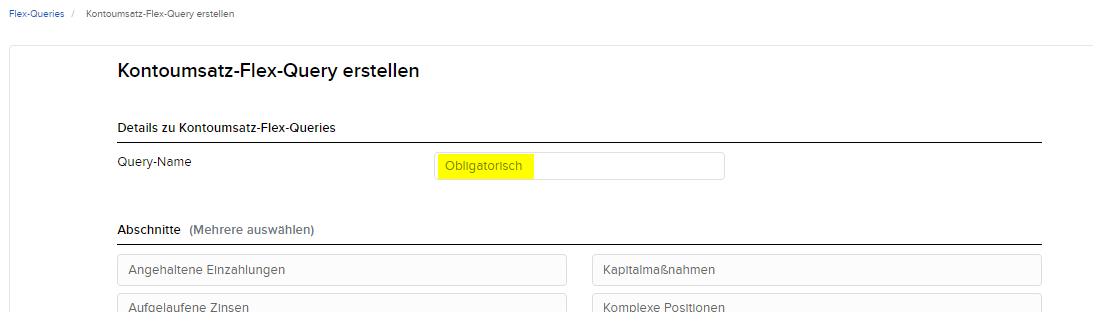 Flex-Queries / Kontoumsatz-Flex-Query erstellen
Kontoumsatz-Flex-Query erstellen
Details zu Kontoumsatz-Flex-Queries
Query-Name Obligatorisch
Abschnitte (Mehrere auswählen)
Angehaltene Einzahlungen Kapitalmaßnahmen
Aufgelaufene Zinsen Komplexe Positionen